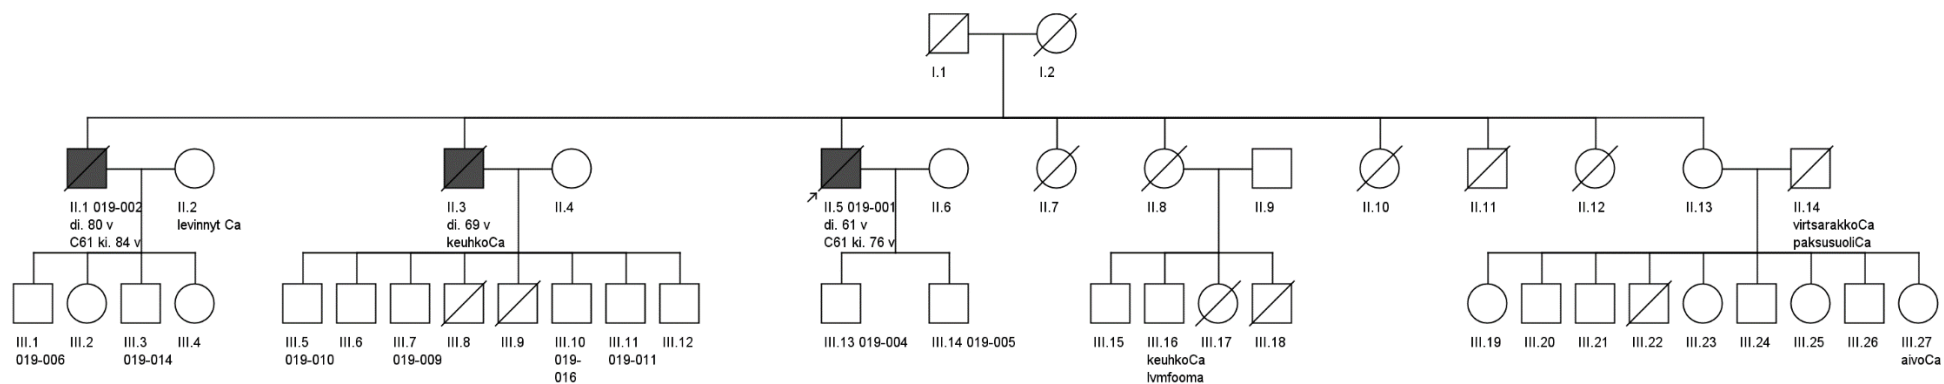 I.1
I.2
II.1 019-002
di. 80 v
C61 ki. 84 v
II.2
levinnyt Ca
II.3
di. 69 v
keuhkoCa
II.4
II.5 019-001
di. 61 v
C61 ki. 76 v
II.6
II.7
II.8
II.9
II.10
II.11
II.12
II.13
II.14
virtsarakkoCa
paksusuoliCa
III.1
019-006
III.2
III.3
019-014
III.4
III.5
019-010
III.6
III.7
019-009
III.8
III.9
III.10
019-
016
III.11
019-011
III.12
III.13 019-004
III.14 019-005
III.15
III.16
keuhkoCa
lymfooma
III.17
III.18
III.19
III.20
III.21
III.22
III.23
III.24
III.25
III.26
III.27
aivoCa